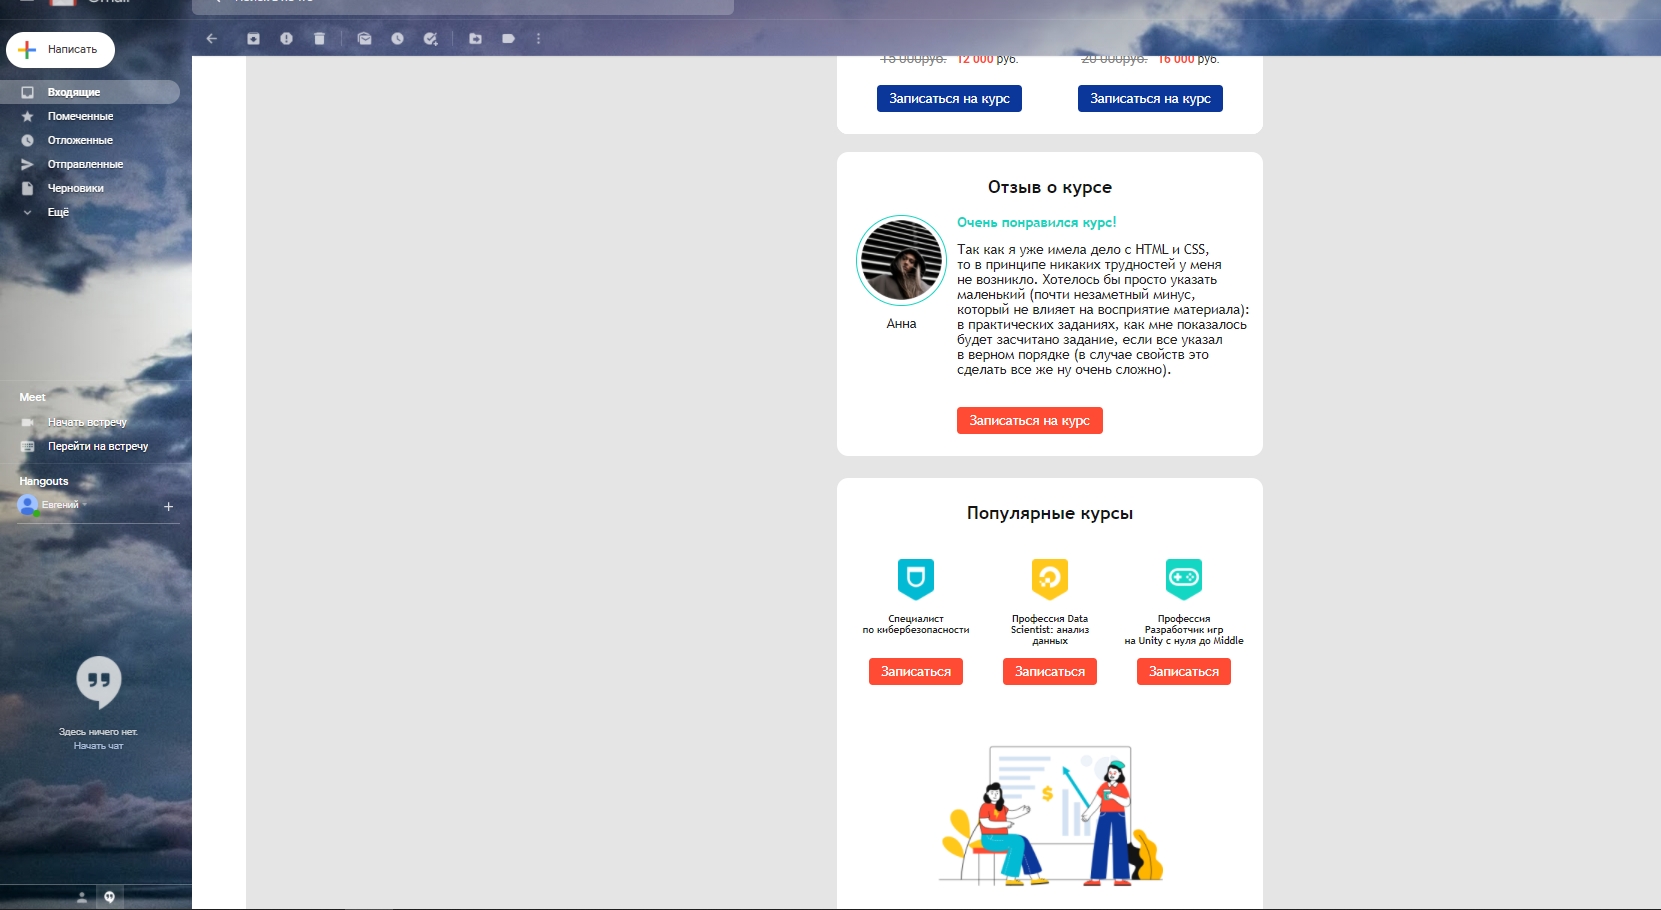 Написать
Входящие
Помеченные
Отложенные
Отправленные
Черновики
Ещё
Meet
Начать встречу
Перейти на встречу
Hangouts
Евгений
Здесь ничего нет.
Начать чат
15 000руб. 12 000 руб.
20 000руб. 16 000 руб.
Записаться на курс
Записаться на курс
Отзыв о курсе
Анна
Очень понравился курс!
Так как я уже имела дело с HTML и CSS,
то в принципе никаких трудностей у меня
не возникло. Хотелось бы просто указать
маленький (почти незаметный минус,
который не влияет на восприятие материала):
в практических заданиях, как мне показалось
будет засчитано задание, если все указал
в верном порядке (в случае свойств это
сделать все же ну очень сложно).
Записаться на курс
Популярные курсы
Специалист
по кибербезопасности
Записаться
Профессия Data
Scientist: анализ
данных
Записаться
Профессия
Разработчик игр
на Unity с нуля до Middle
Записаться